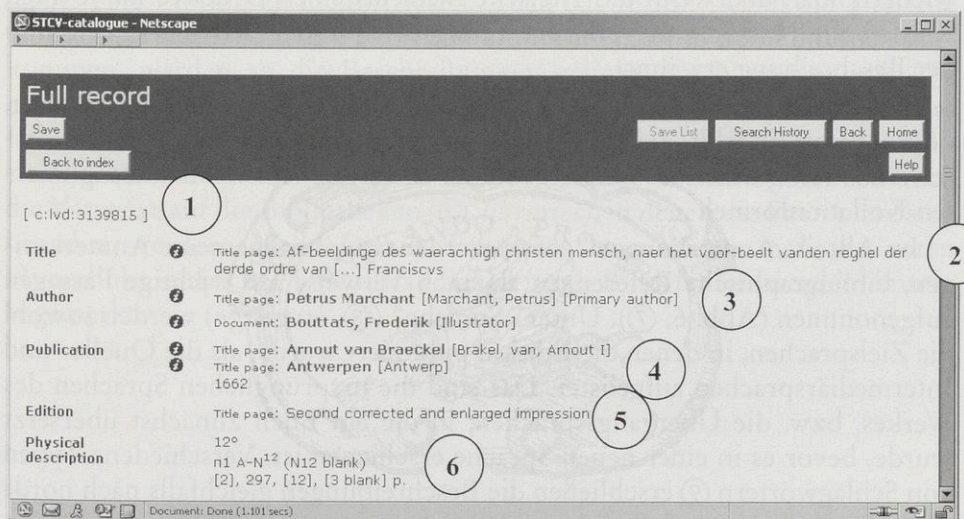 STCV-catalogue - Netscape
Full record
Save
Save List Search History Back Home
Back to index
Help
[ c:lvd:3139815 ]
1
Title
Title page: Af-beeldinge des waerachtigh christen mensch, naer het voor-beelt vanden reghel der
derde ordre van [...] Franciscvs
2
Author
Title page: Petrus Marchant [Marchant, Petrus] [Primary author]
3
Document: Bouttats, Frederik [Illustrator]
Publication
Title page: Arnout van Braeckel [Brakel, van, Arnout I]
Title page: Antwerpen [Antwerp]
4
1662
Edition
Title page: Second corrected and enlarged impression
5
Physical
description
12°
π1 A–N¹² (N12 blank)
[2], 297, [12], [3 blank] p.
6
Document: Done (1.101 secs)